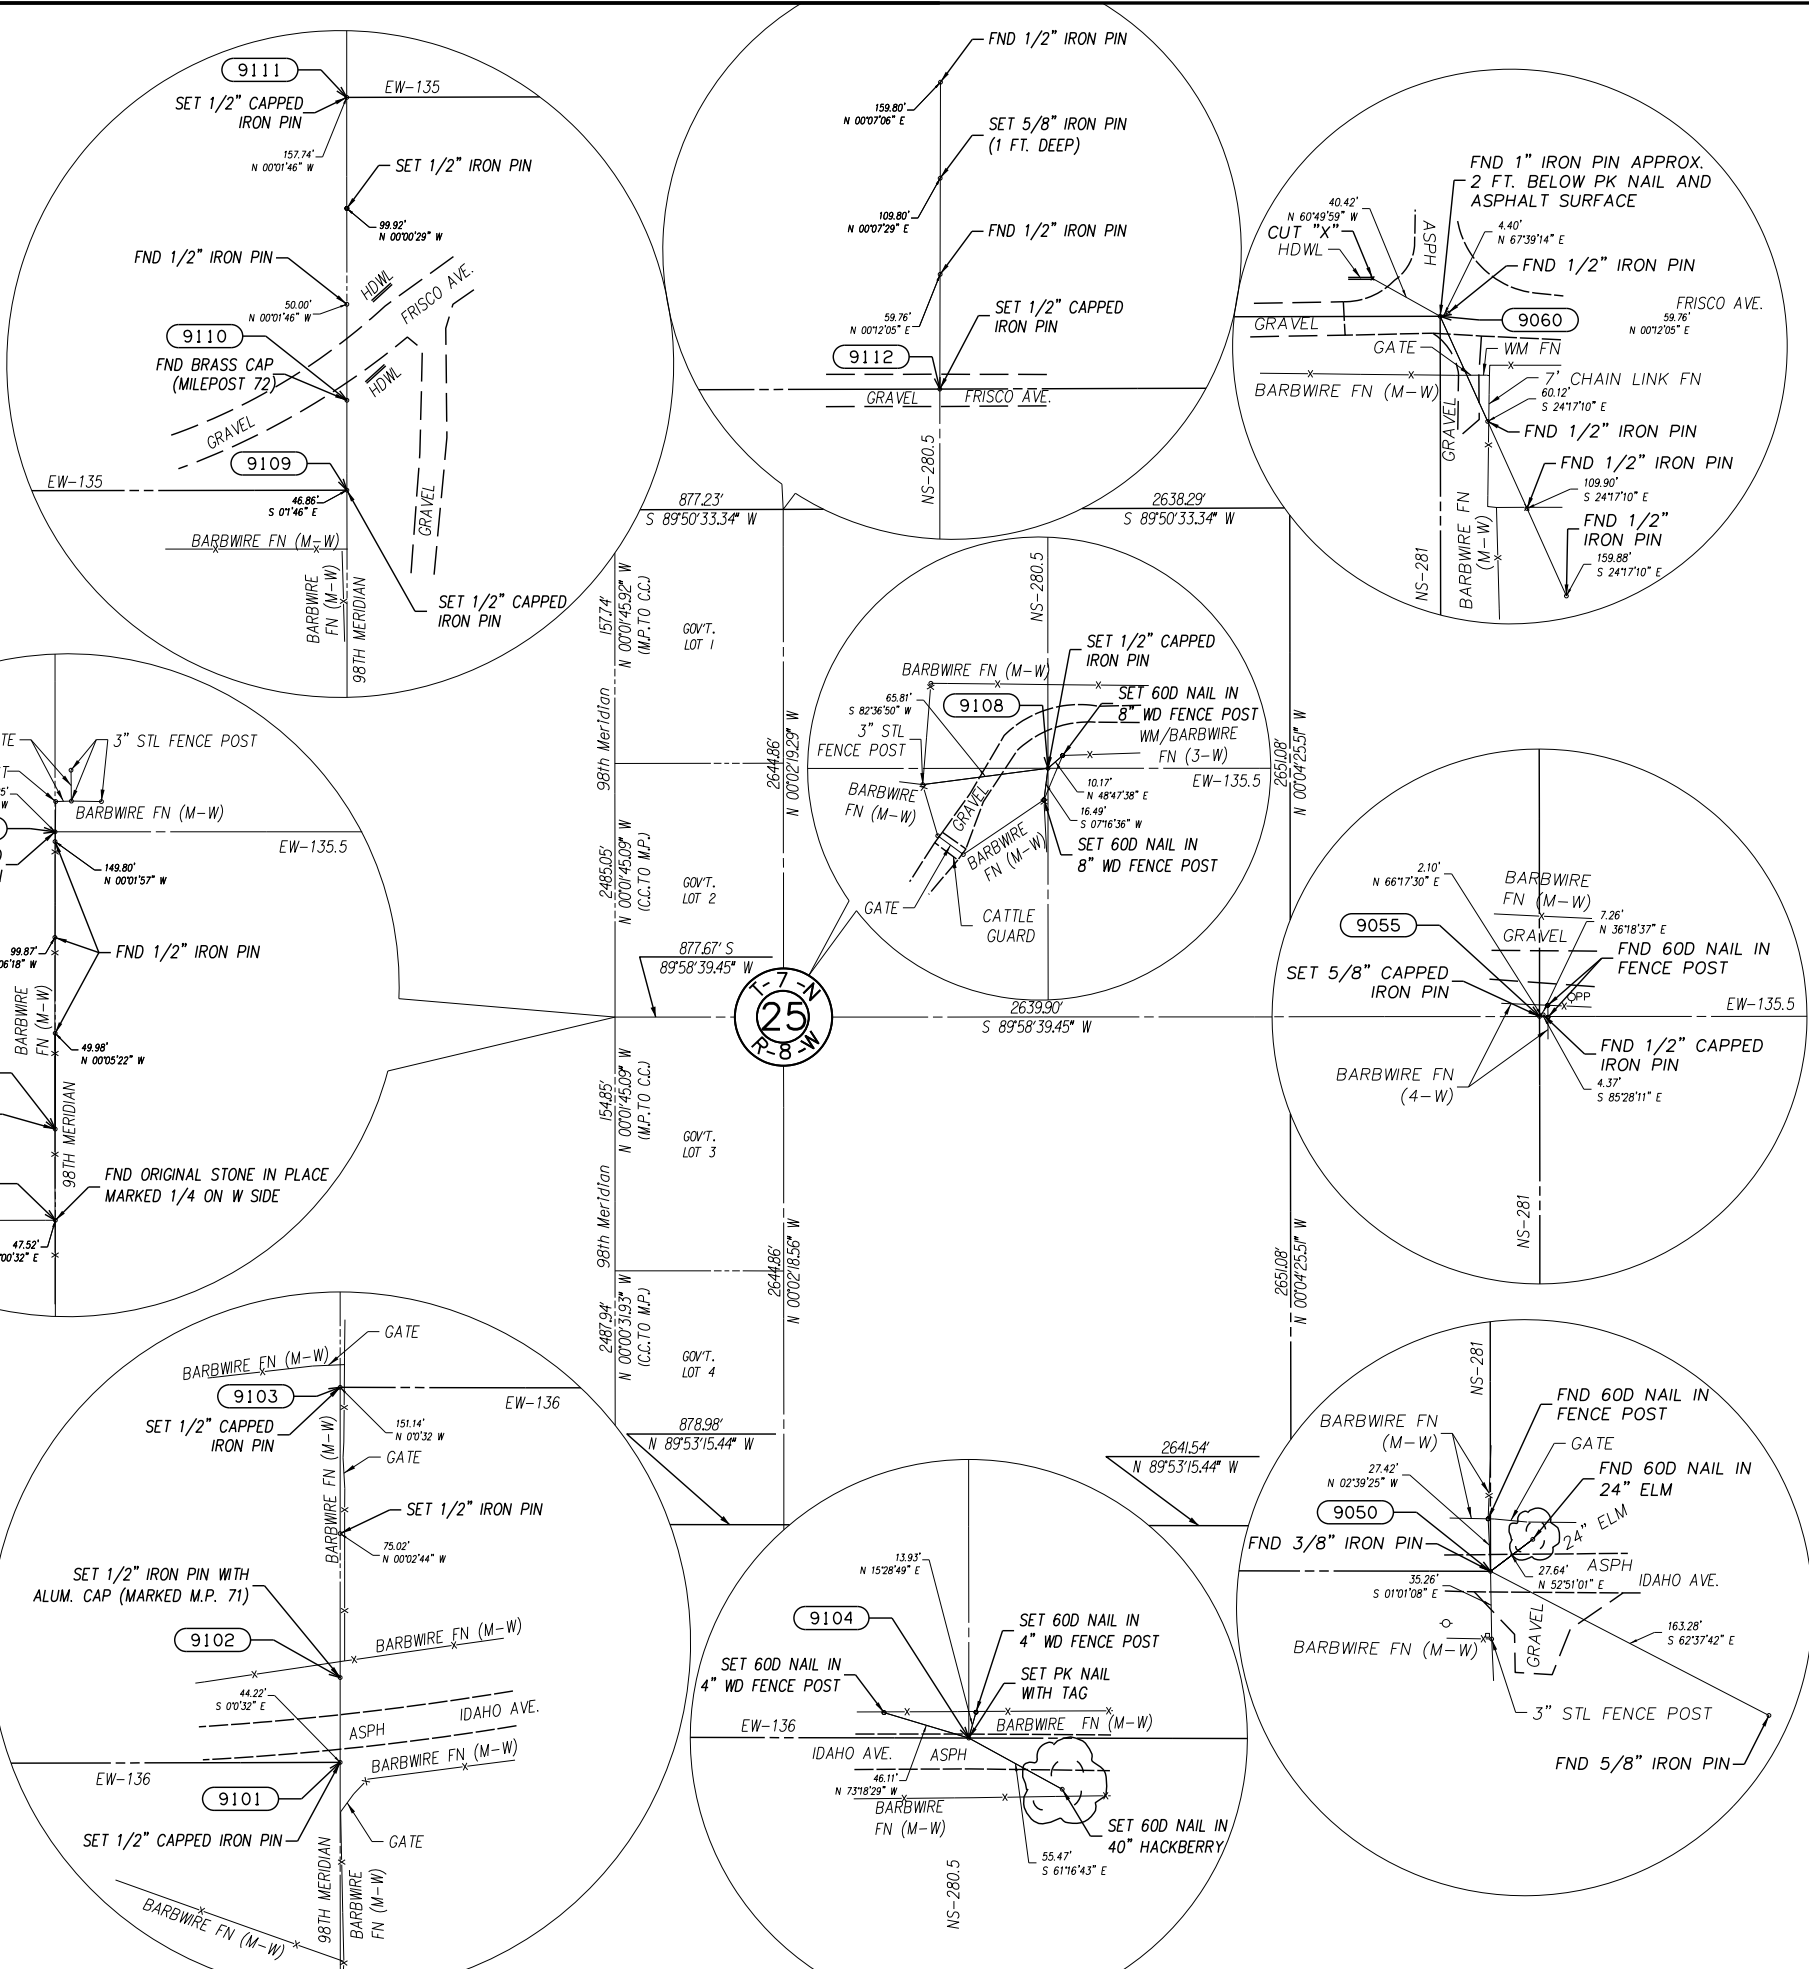 9111
EW-135
SET 1/2" CAPPED
IRON PIN
157.74'
N 00°01'46" W
SET 1/2" IRON PIN
99.92'
N 00°00'29" W
FND 1/2" IRON PIN
50.00'
N 00°01'46" W
HDWL
FRISCO AVE.
9110
FND BRASS CAP
(MILEPOST 72)
HDWL
GRAVEL
9109
EW-135
46.86'
S 0°1'46" E
GRAVEL
BARBWIRE FN (M-W)
BARBWIRE
FN (M-W)
98TH MERIDIAN
SET 1/2" CAPPED
IRON PIN
FND 1/2" IRON PIN
159.80'
N 00°07'06" E
SET 5/8" IRON PIN
(1 FT. DEEP)
109.80'
N 00°07'29" E
FND 1/2" IRON PIN
59.76'
N 00°12'05" E
SET 1/2" CAPPED
IRON PIN
9112
GRAVEL
FRISCO AVE.
NS-280.5
FND 1" IRON PIN APPROX.
2 FT. BELOW PK NAIL AND
ASPHALT SURFACE
40.42'
N 60°49'59" W
CUT "X"
HDWL
ASPH
4.40'
N 67°39'14" E
FND 1/2" IRON PIN
FRISCO AVE.
59.76'
N 00°12'05" E
GRAVEL
9060
GATE
WM FN
BARBWIRE FN (M-W)
7' CHAIN LINK FN
60.12'
S 24°17'10" E
GRAVEL
FND 1/2" IRON PIN
FND 1/2" IRON PIN
109.90'
S 24°17'10" E
FND 1/2"
IRON PIN
159.88'
S 24°17'10" E
NS-281
BARBWIRE FN
(M-W)
877.23'
S 89°50'33.34" W
2638.29'
S 89°50'33.34" W
157.74'
N 00°01'45.92" W
(M.P. TO C.C.)
GOV'T.
LOT 1
98th Meridian
2644.86'
N 00°02'19.29" W
2651.08'
N 00°04'25.51" W
2485.05'
N 00°01'45.09" W
(C.C. TO M.P.)
GOV'T.
LOT 2
877.67' S
89°58'39.45" W
T-7-N
25
R-8-W
2639.90'
S 89°58'39.45" W
154.85'
N 00°01'45.09" W
(M.P. TO C.C.)
GOV'T.
LOT 3
98th Meridian
2644.86'
N 00°02'18.56" W
2651.08'
N 00°04'25.51" W
2487.94'
N 00°00'31.93" W
(C.C. TO M.P.)
GOV'T.
LOT 4
878.98'
N 89°53'15.44" W
2641.54'
N 89°53'15.44" W
NS-280.5
SET 1/2" CAPPED
IRON PIN
BARBWIRE FN (M-W)
9108
65.81'
S 82°36'50" W
SET 60D NAIL IN
8" WD FENCE POST
3" STL
FENCE POST
WM/BARBWIRE
FN (3-W)
EW-135.5
BARBWIRE
FN (M-W)
GRAVEL
10.17'
N 48°47'38" E
16.49'
S 07°16'36" W
BARBWIRE
FN (M-W)
SET 60D NAIL IN
8" WD FENCE POST
GATE
CATTLE
GUARD
3" STL FENCE POST
BARBWIRE FN (M-W)
EW-135.5
149.80'
N 00°01'57" W
99.87'
FND 1/2" IRON PIN
BARBWIRE
FN (M-W)
49.98'
N 00°05'22" W
98TH MERIDIAN
FND ORIGINAL STONE IN PLACE
MARKED 1/4 ON W SIDE
47.52'
2.10'
N 66°17'30" E
BARBWIRE
FN (M-W)
7.26'
N 36°18'37" E
9055
GRAVEL
FND 60D NAIL IN
FENCE POST
SET 5/8" CAPPED
IRON PIN
PP
EW-135.5
FND 1/2" CAPPED
IRON PIN
BARBWIRE FN
(4-W)
4.37'
S 85°28'11" E
NS-281
GATE
BARBWIRE FN (M-W)
9103
EW-136
SET 1/2" CAPPED
IRON PIN
151.14'
N 0°0'32 W
BARBWIRE FN (M-W)
GATE
SET 1/2" IRON PIN
75.02'
N 00°02'44" W
SET 1/2" IRON PIN WITH
ALUM. CAP (MARKED M.P. 71)
9102
BARBWIRE FN (M-W)
44.22'
S 0°0'32" E
ASPH
IDAHO AVE.
BARBWIRE FN (M-W)
EW-136
9101
SET 1/2" CAPPED IRON PIN
GATE
98TH MERIDIAN
BARBWIRE
FN (M-W)
BARBWIRE FN (M-W)
13.93'
N 15°28'49" E
9104
SET 60D NAIL IN
4" WD FENCE POST
SET 60D NAIL IN
4" WD FENCE POST
SET PK NAIL
WITH TAG
EW-136
BARBWIRE FN (M-W)
IDAHO AVE.
ASPH
46.11'
N 73°18'29" W
BARBWIRE
FN (M-W)
SET 60D NAIL IN
40" HACKBERRY
55.47'
S 61°16'43" E
NS-280.5
NS-281
FND 60D NAIL IN
FENCE POST
BARBWIRE FN
(M-W)
GATE
27.42'
N 02°39'25" W
FND 60D NAIL IN
24" ELM
9050
24" ELM
FND 3/8" IRON PIN
ASPH
27.64'
N 52°51'01" E
IDAHO AVE.
35.26'
S 01°01'08" E
GRAVEL
163.28'
S 62°37'42" E
BARBWIRE FN (M-W)
3" STL FENCE POST
FND 5/8" IRON PIN